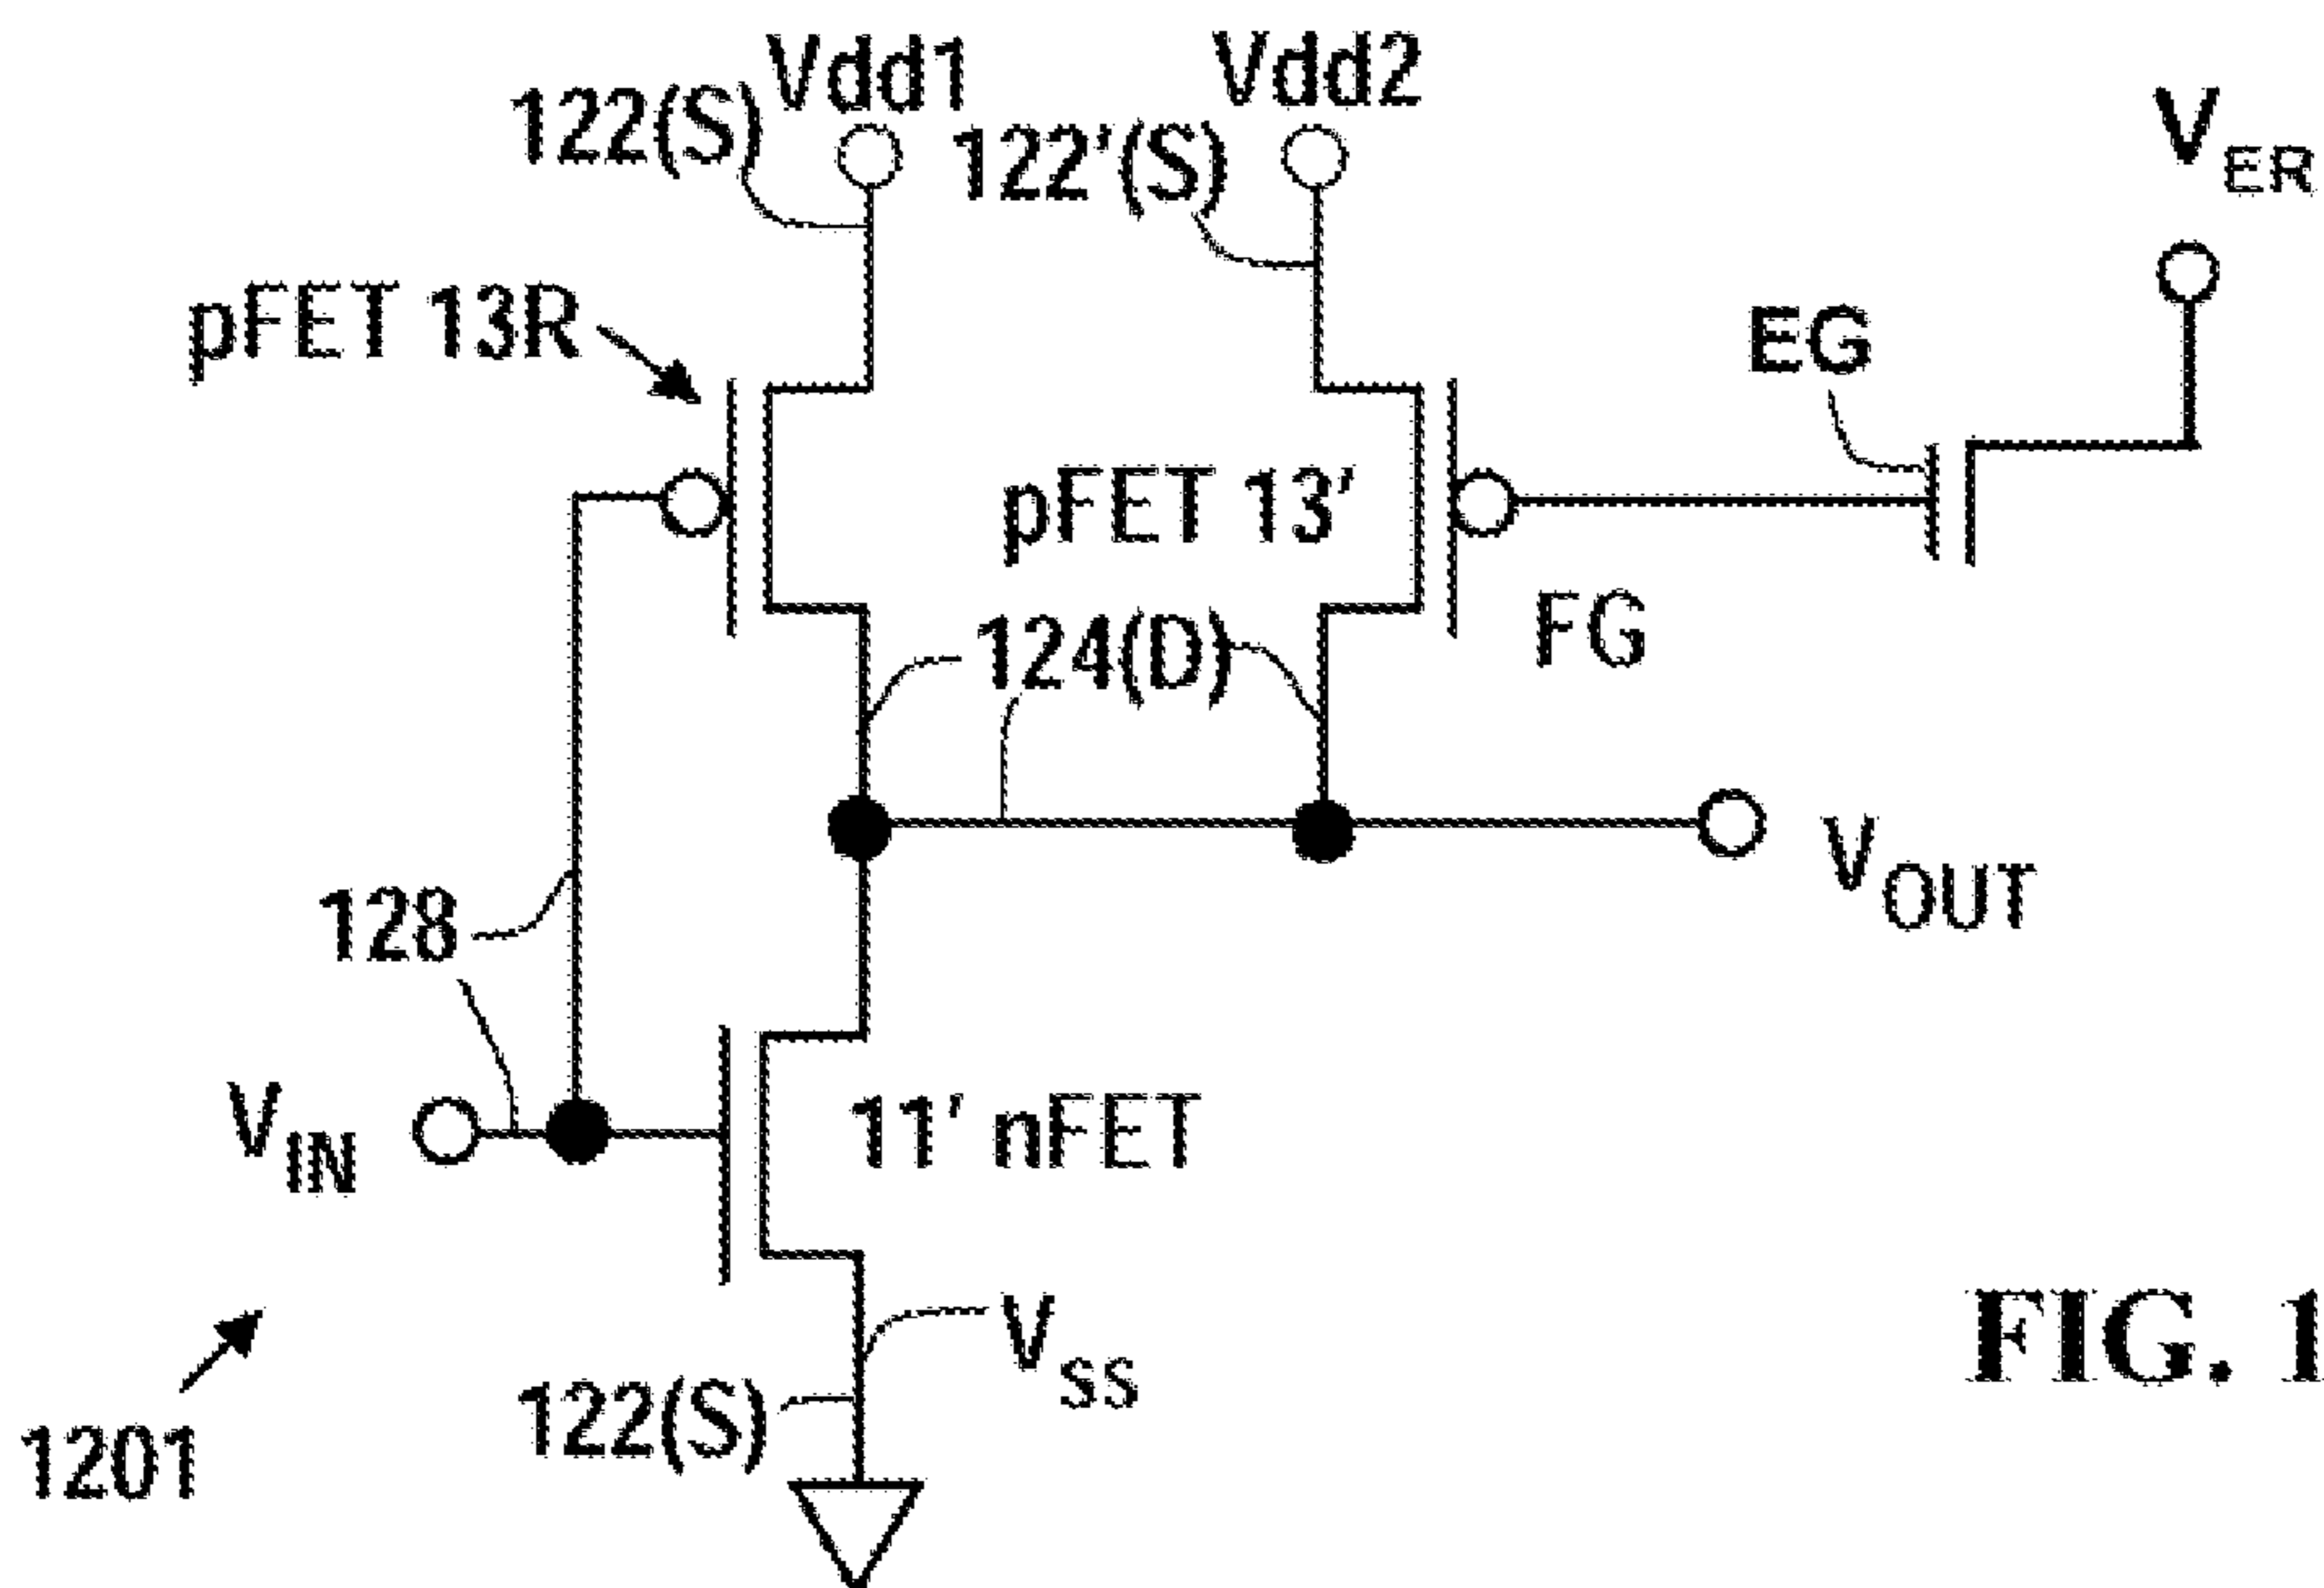 Vdd1
Vdd2
122(S)
122'(S)
V_ER
pFET 13R
EG
pFET 13'
FG
124(D)
V_OUT
128
V_IN
11' nFET
V_SS
122(S)
1201
FIG. 1